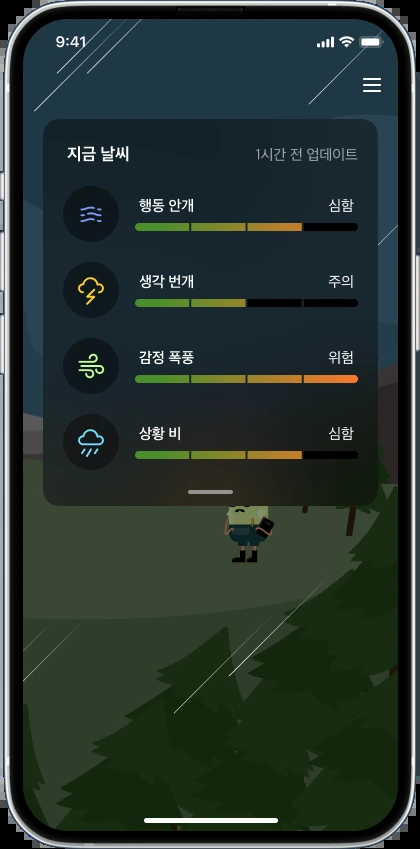 9:41
지금 날씨
1시간 전 업데이트
행동 안개
심함
생각 번개
주의
감정 폭풍
위험
상황 비
심함